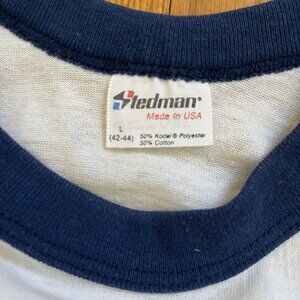 Stedman®
Made In USA
L
(42-44)
50% Kodel® Polyester
50% Cotton